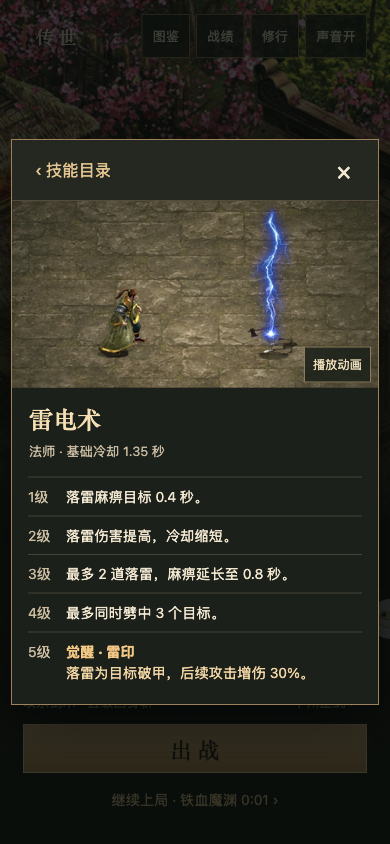 传世
图鉴
战绩
修行
声音开
‹ 技能目录
×
播放动画
雷电术
法师 · 基础冷却 1.35 秒
1级 落雷麻痹目标 0.4 秒。
2级 落雷伤害提高，冷却缩短。
3级 最多 2 道落雷，麻痹延长至 0.8 秒。
4级 最多同时劈中 3 个目标。
5级 觉醒 · 雷印
落雷为目标破甲，后续攻击增伤 30%。
出战
继续上局 · 铁血魔渊 0:01 ›